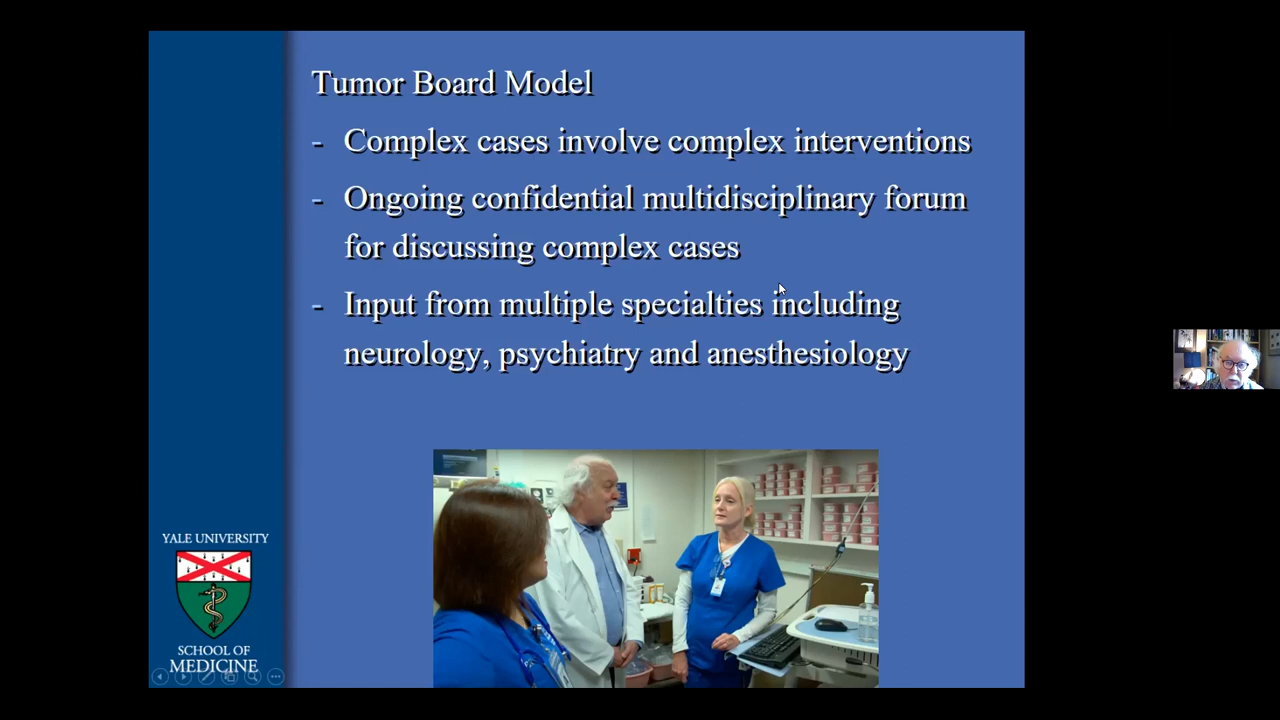 Tumor Board Model
- Complex cases involve complex interventions
- Ongoing confidential multidisciplinary forum
for discussing complex cases
- Input from multiple specialties including
neurology, psychiatry and anesthesiology
YALE UNIVERSITY
SCHOOL OF
MEDICINE